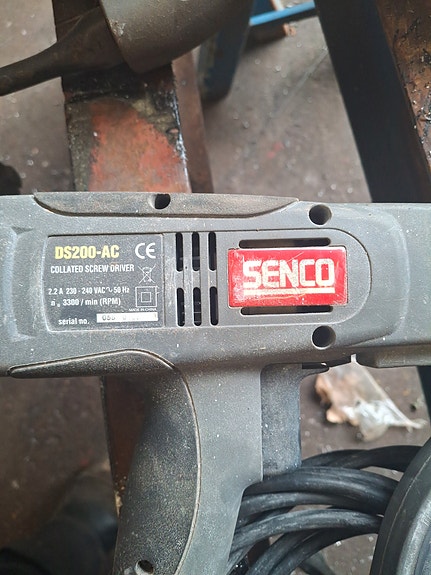 DS200-AC CE
COLLATED SCREW DRIVER
2.2 A 230 - 240 VAC~50 Hz
n° 3300 / min (RPM)
MADE IN CHINA
serial no.
SENCO